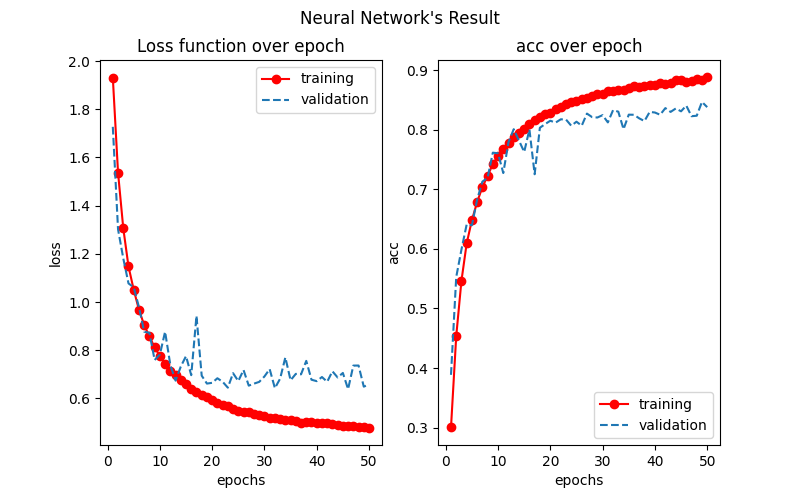 Neural Network's Result
Loss function over epoch
training
validation
2.0
1.8
1.6
1.4
1.2
1.0
0.8
0.6
loss
0
10
20
30
40
50
epochs
acc over epoch
0.9
0.8
0.7
0.6
0.5
0.4
0.3
acc
training
validation
0
10
20
30
40
50
epochs